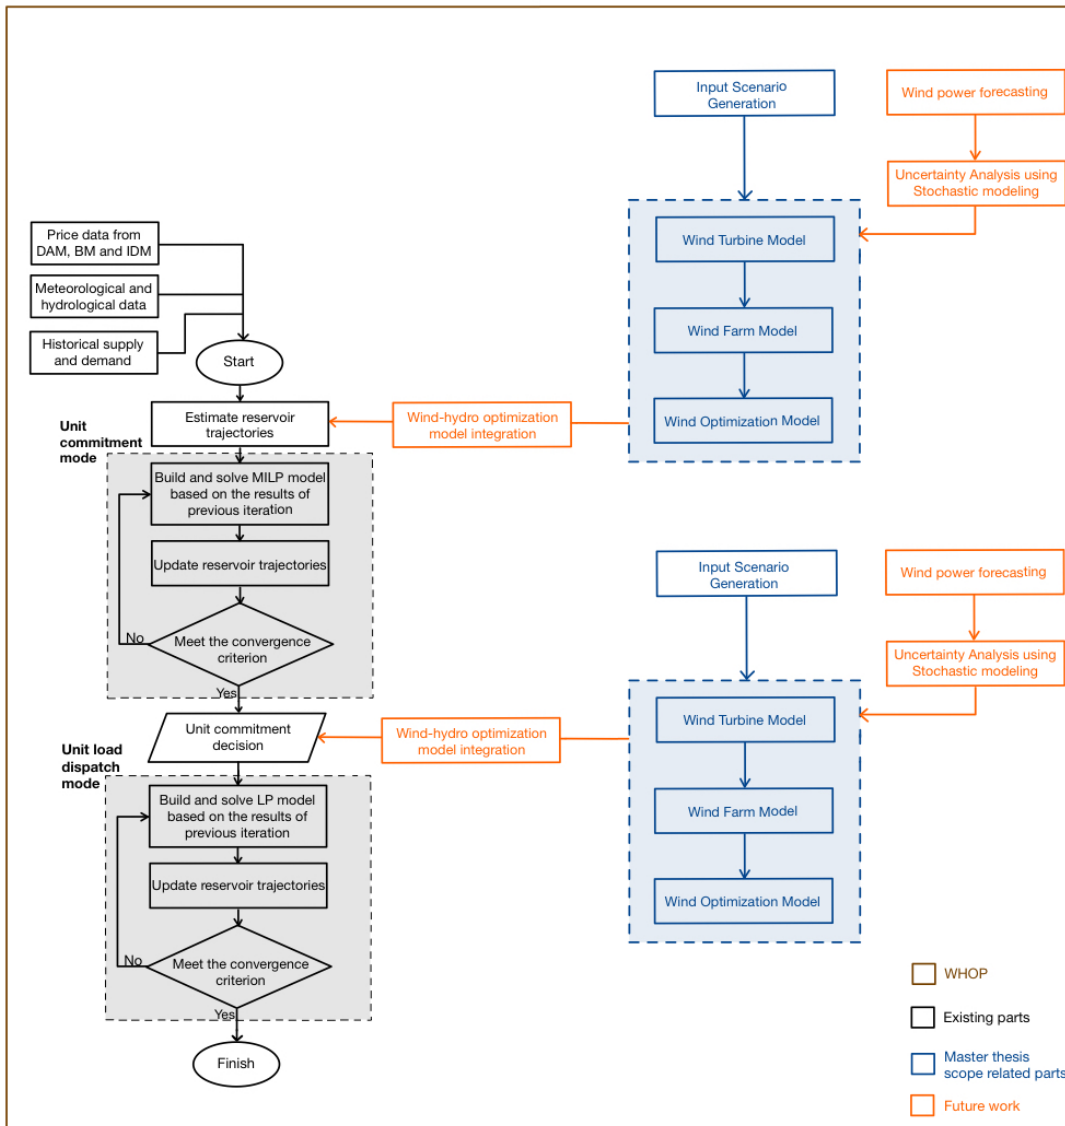 Input Scenario
Generation
Wind power forecasting
Uncertainty Analysis using
Stochastic modeling
Wind Turbine Model
Wind Farm Model
Wind Optimization Model
Price data from
DAM, BM and IDM
Meteorological and
hydrological data
Historical supply
and demand
Start
Estimate reservoir
trajectories
Wind-hydro optimization
model integration
Unit
commitment
mode
Build and solve MILP model
based on the results of
previous iteration
Update reservoir trajectories
No
Meet the convergence
criterion
Yes
Input Scenario
Generation
Wind power forecasting
Uncertainty Analysis using
Stochastic modeling
Wind Turbine Model
Wind Farm Model
Wind Optimization Model
Unit commitment
decision
Wind-hydro optimization
model integration
Unit load
dispatch
mode
Build and solve LP model
based on the results of
previous iteration
Update reservoir trajectories
No
Meet the convergence
criterion
Yes
Finish
WHOP
Existing parts
Master thesis
scope related parts
Future work